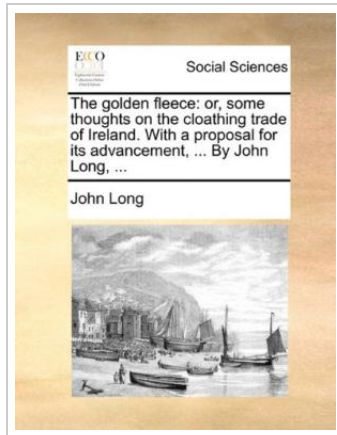 ECCO
Social Sciences
The golden fleece: or, some
thoughts on the cloathing trade
of Ireland. With a proposal for
its advancement, ... By John
Long, ...
John Long